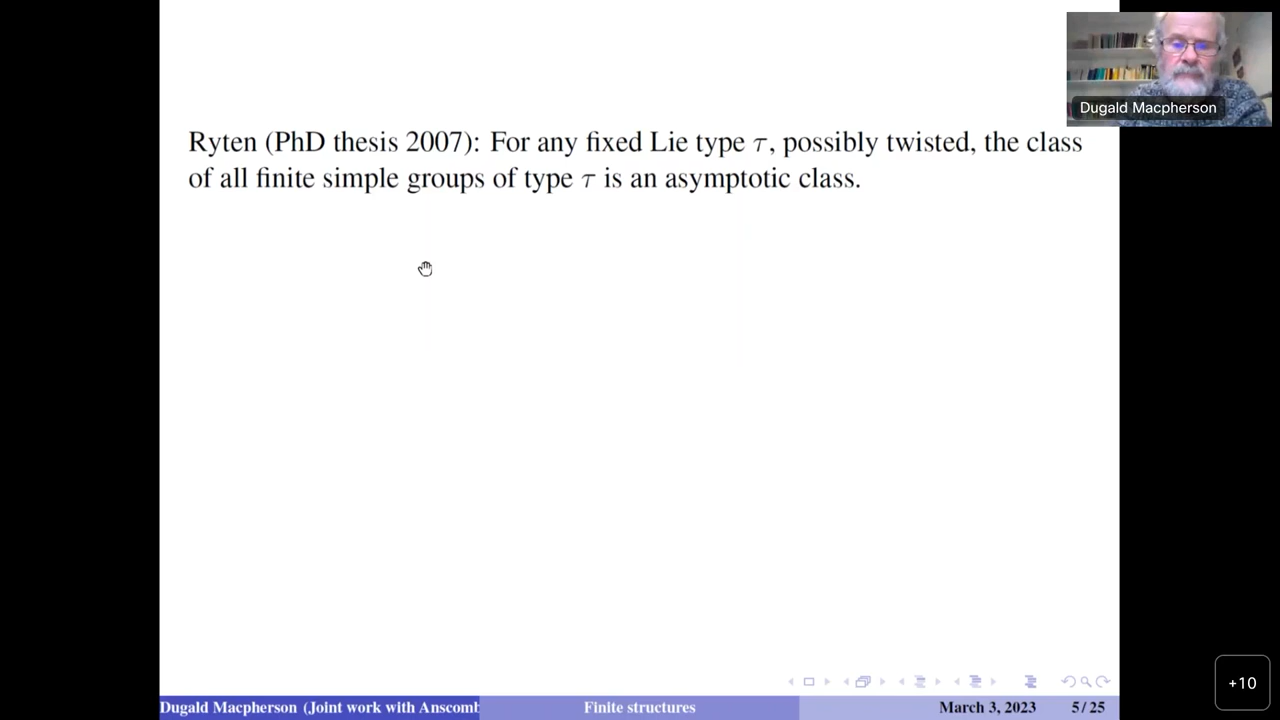 Dugald Macpherson
Ryten (PhD thesis 2007): For any fixed Lie type τ, possibly twisted, the class
of all finite simple groups of type τ is an asymptotic class.
Dugald Macpherson (Joint work with Anscomb
Finite structures
March 3, 2023
5 / 25
+10